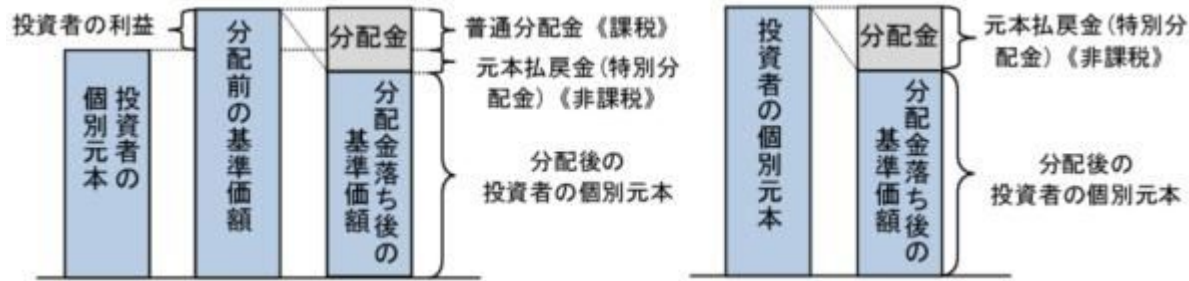 投資者の利益
投資者の
個別元本
分配前の基準価額
分配金
分配金落ち後の
基準価額
普通分配金《課税》
元本払戻金(特別分
配金)《非課税》
分配後の
投資者の個別元本
投資者の個別元本
分配金
分配金落ち後の
基準価額
元本払戻金(特別分
配金)《非課税》
分配後の
投資者の個別元本